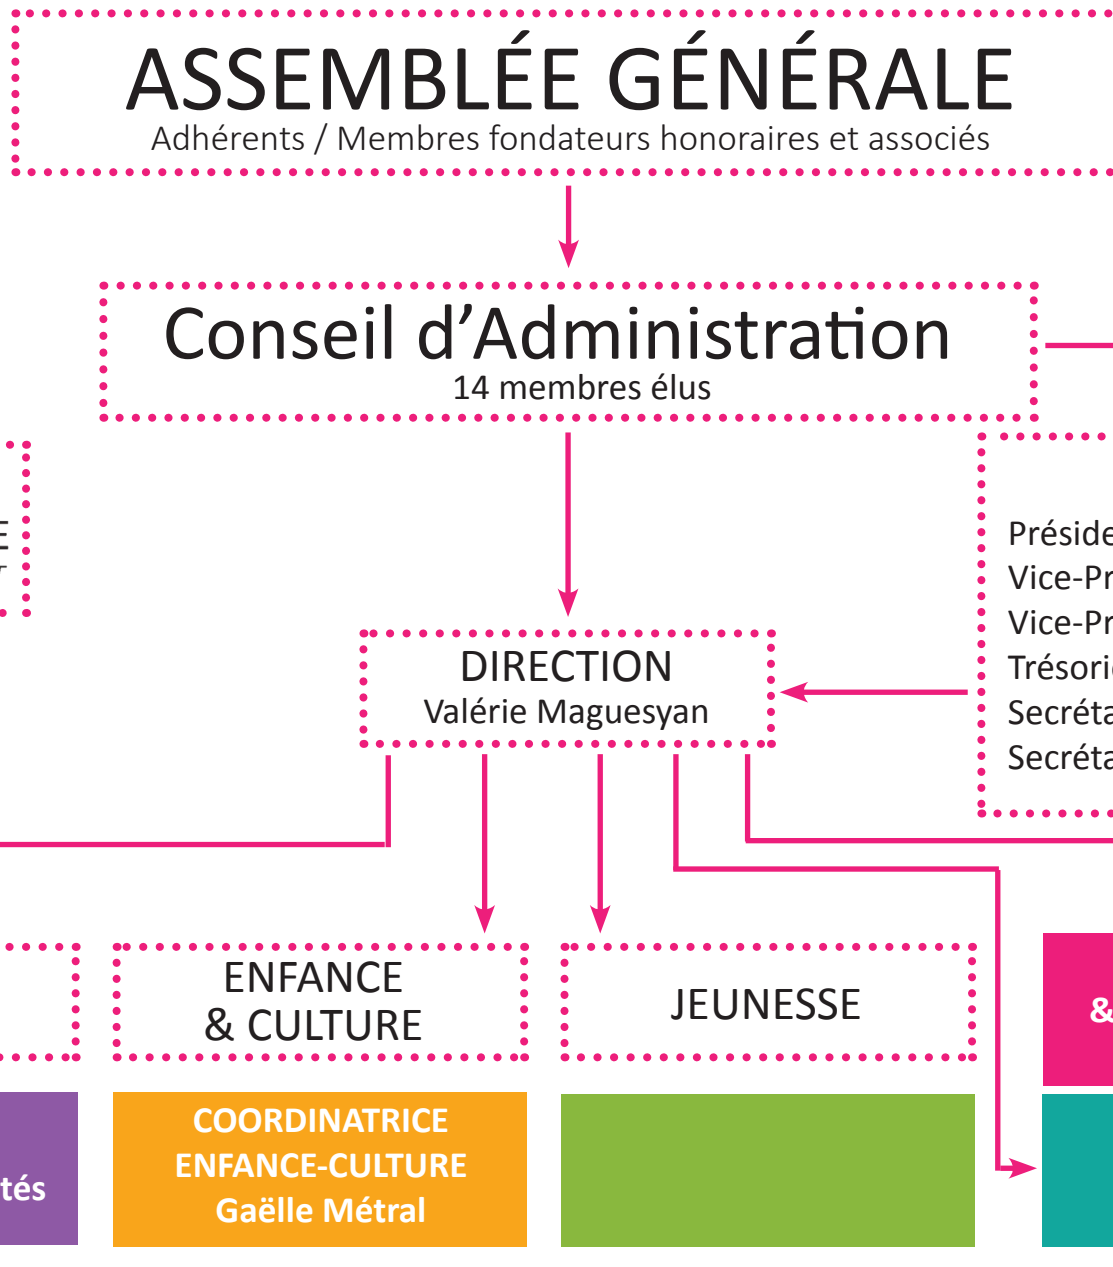 ASSEMBLÉE GÉNÉRALE
Adhérents / Membres fondateurs honoraires et associés
Conseil d'Administration
14 membres élus
DIRECTION
Valérie Maguesyan
ENFANCE
& CULTURE
JEUNESSE
&
COORDINATRICE
ENFANCE-CULTURE
Gaëlle Métral